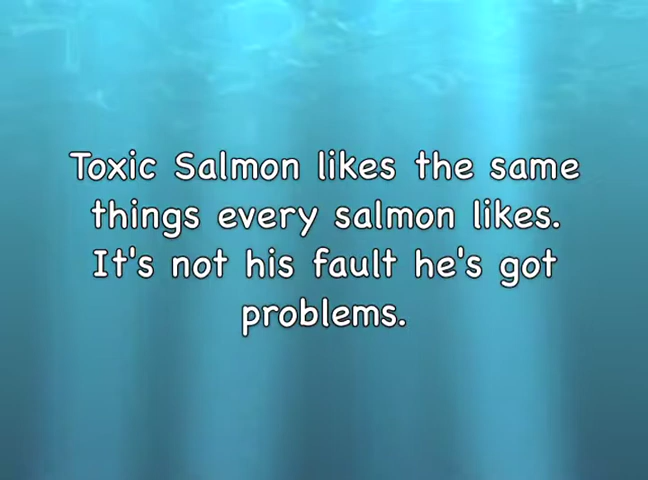 Toxic Salmon likes the same
things every salmon likes.
It's not his fault he's got
problems.